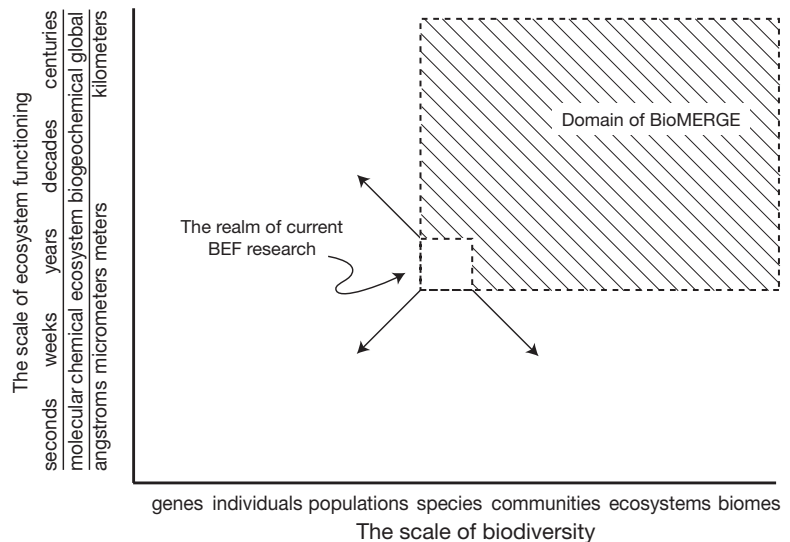 The scale of ecosystem functioning
seconds weeks years decades centuries
molecular chemical ecosystem biogeochemical global
angstroms micrometers meters kilometers
Domain of BioMERGE
The realm of current
BEF research
genes individuals populations species communities ecosystems biomes
The scale of biodiversity